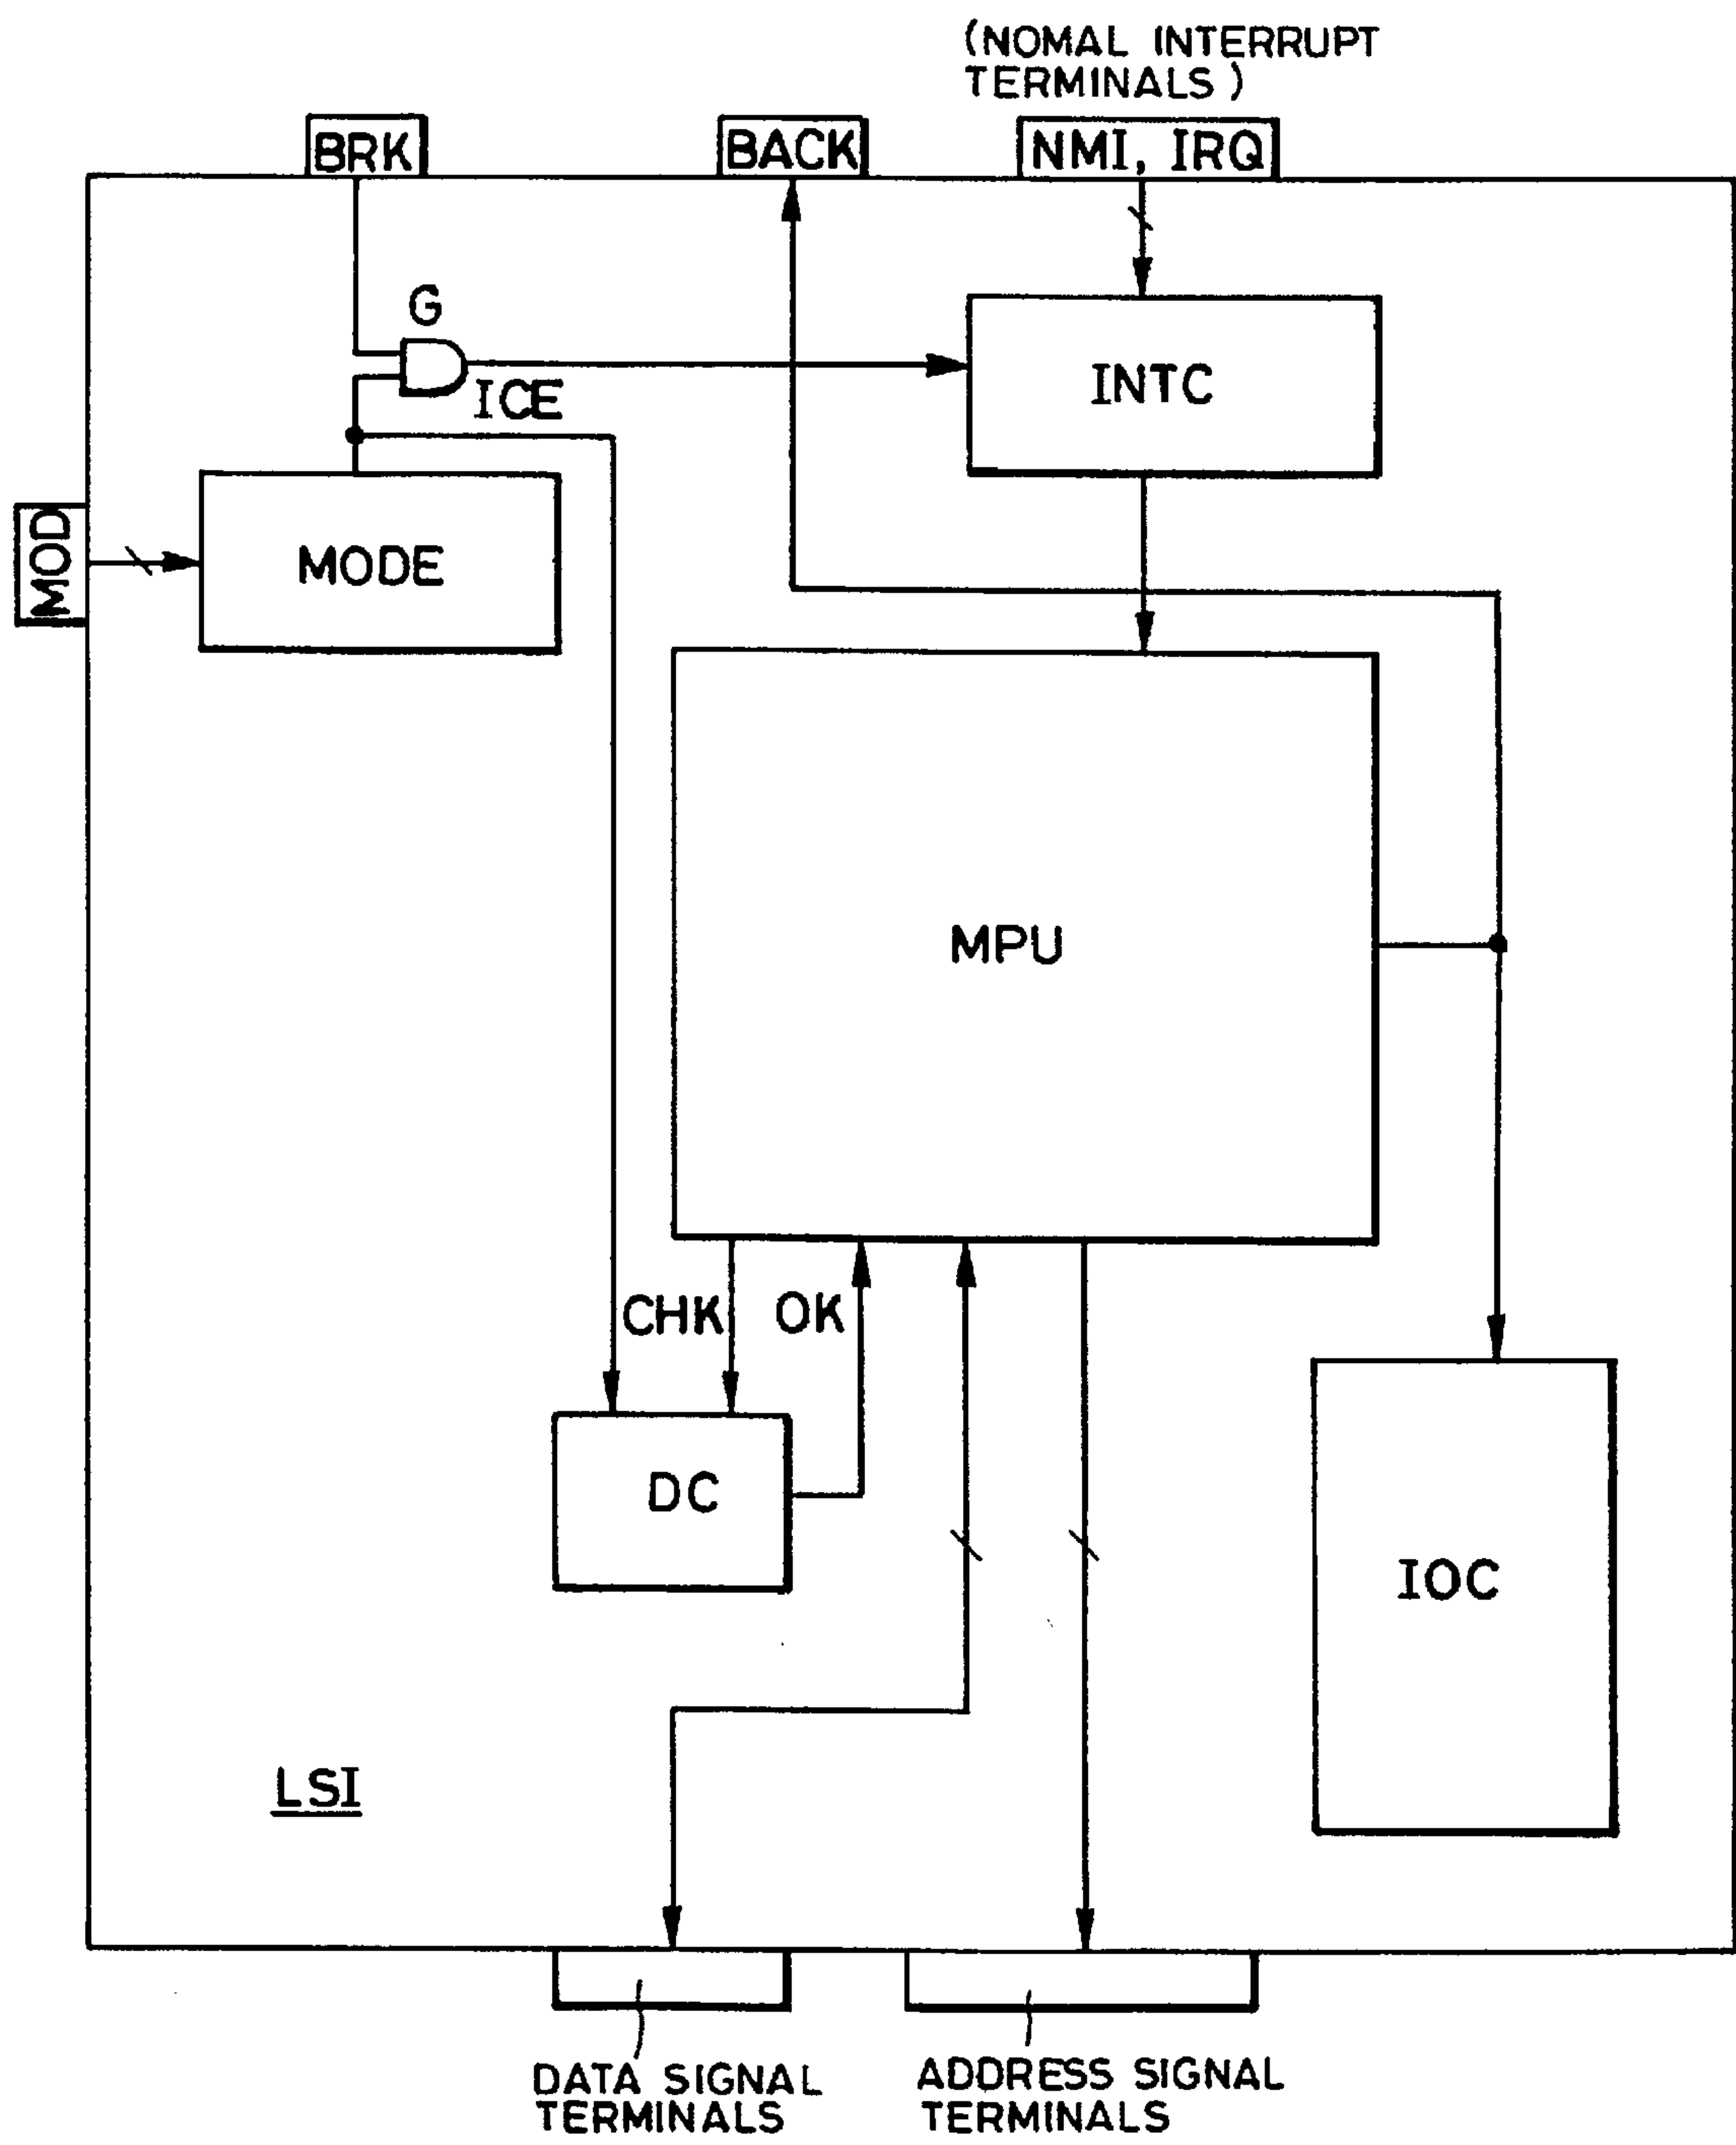 (NOMAL INTERRUPT
TERMINALS)
BRK
BACK
NMI, IRQ
G
ICE
INTC
MOD
MODE
MPU
CHK
OK
DC
IOC
LSI
DATA SIGNAL
TERMINALS
ADDRESS SIGNAL
TERMINALS